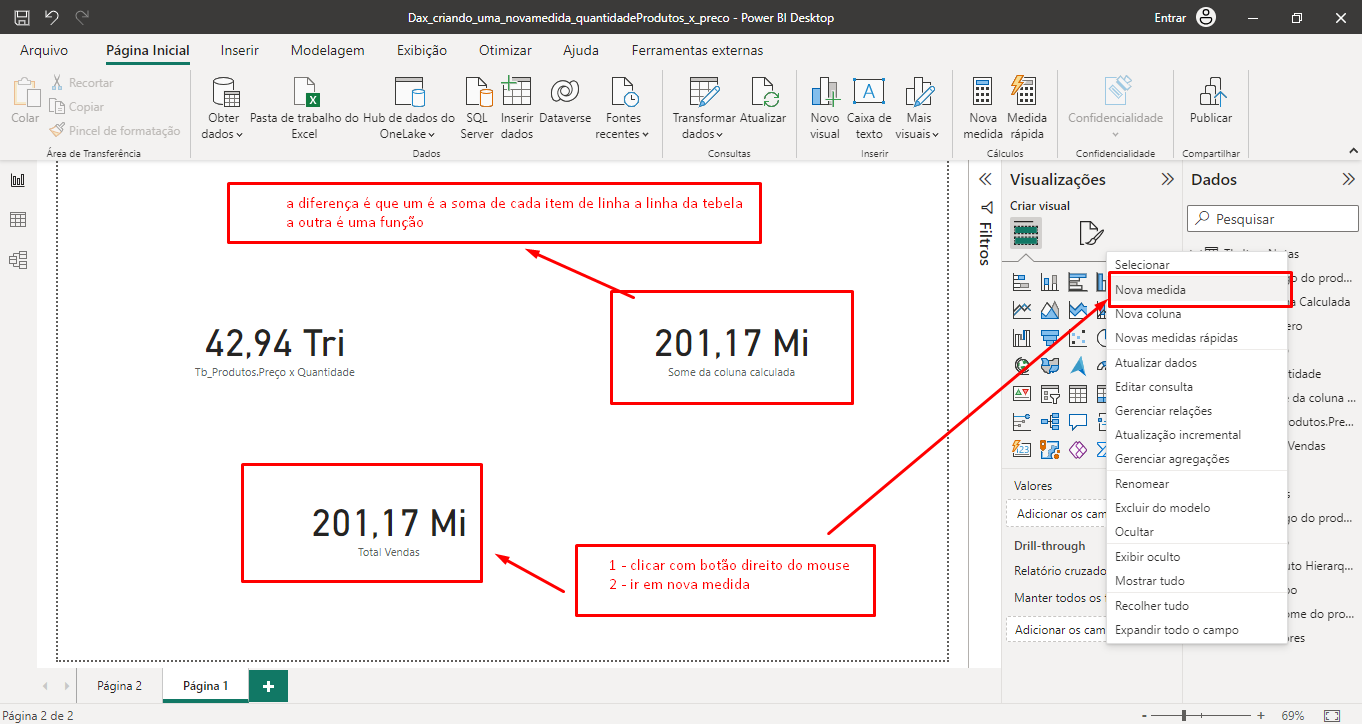 Dax_criando_uma_novamedida_quantidadeProdutos_x_preco - Power BI Desktop
Entrar
Arquivo Página Inicial Inserir Modelagem Exibição Otimizar Ajuda Ferramentas externas
Colar
Recortar
Copiar
Pincel de formatação
Área de Transferência
Obter dados
Pasta de trabalho do Excel
Hub de dados do OneLake
SQL Server
Inserir dados
Dataverse
Fontes recentes
Dados
Transformar dados
Atualizar
Consultas
Novo visual
Caixa de texto
Mais visuais
Inserir
Nova medida
Medida rápida
Cálculos
Confidencialidade
Confidencialidade
Publicar
Compartilhar
a diferença é que um é a soma de cada item de linha a linha da tebela
a outra é uma função
42,94 Tri
Tb_Produtos.Preço x Quantidade
201,17 Mi
Some da coluna calculada
201,17 Mi
Total Vendas
1 - clicar com botão direito do mouse
2 - ir em nova medida
Filtros
Visualizações
Criar visual
123
Valores
Adicionar os cam
Drill-through
Relatório cruzado
Manter todos os
Adicionar os cam
Dados
Pesquisar
Selecionar
Nova medida
Nova coluna
Novas medidas rápidas
Atualizar dados
Editar consulta
Gerenciar relações
Atualização incremental
Gerenciar agregações
Renomear
Excluir do modelo
Ocultar
Exibir oculto
Mostrar tudo
Recolher tudo
Expandir todo o campo
go do prod...
a Calculada
ero
tidade
da coluna ...
odutos.Pre...
Vendas
s
go do prod...
uto Hierarq...
po
ome do pro...
ores
Página 2
Página 1
+
Página 2 de 2
- + 69%